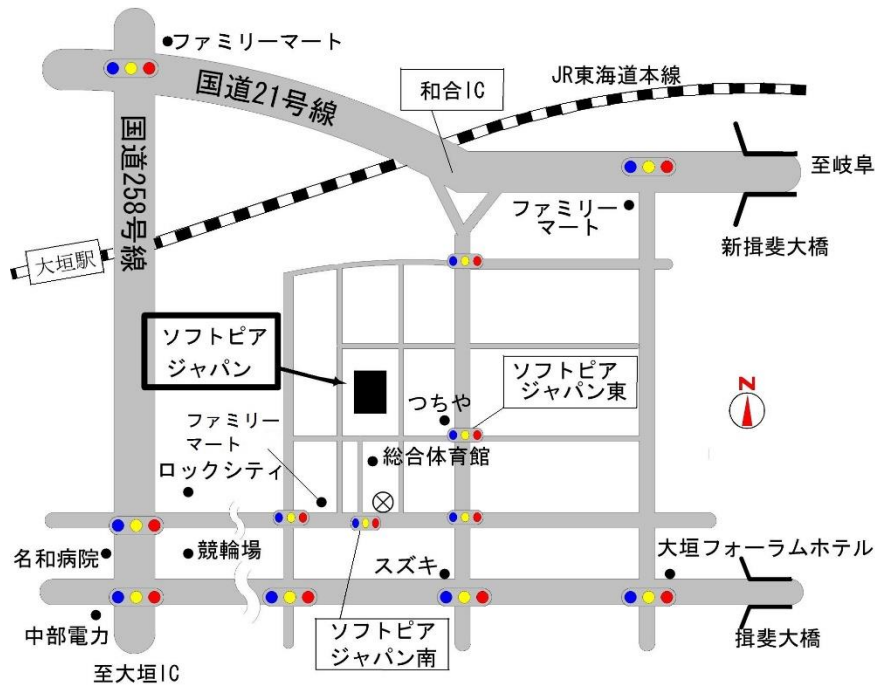 ファミリーマート
国道21号線
和合IC
JR東海道本線
国道258号線
至岐阜
ファミリー
マート
新揖斐大橋
大垣駅
ソフトピア
ジャパン
ソフトピア
ジャパン東
N
つちや
ファミリー
マート
総合体育館
ロックシティ
名和病院
競輪場
スズキ
大垣フォーラムホテル
中部電力
ソフトピア
ジャパン南
揖斐大橋
至大垣IC